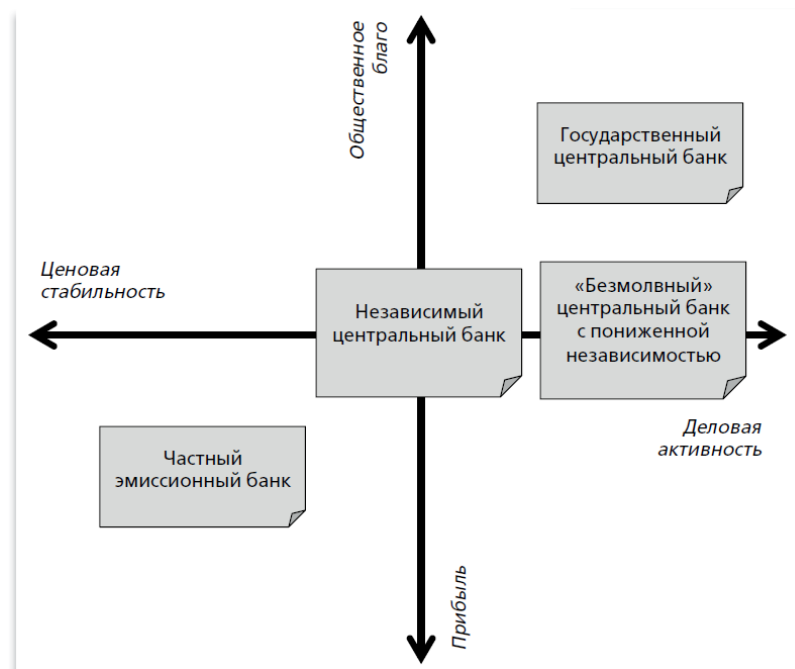 Общественное
благо
Государственный
центральный банк
Ценовая
стабильность
Независимый
центральный банк
«Безмолвный»
центральный банк
с пониженной
независимостью
Деловая
активность
Частный
эмиссионный банк
Прибыль